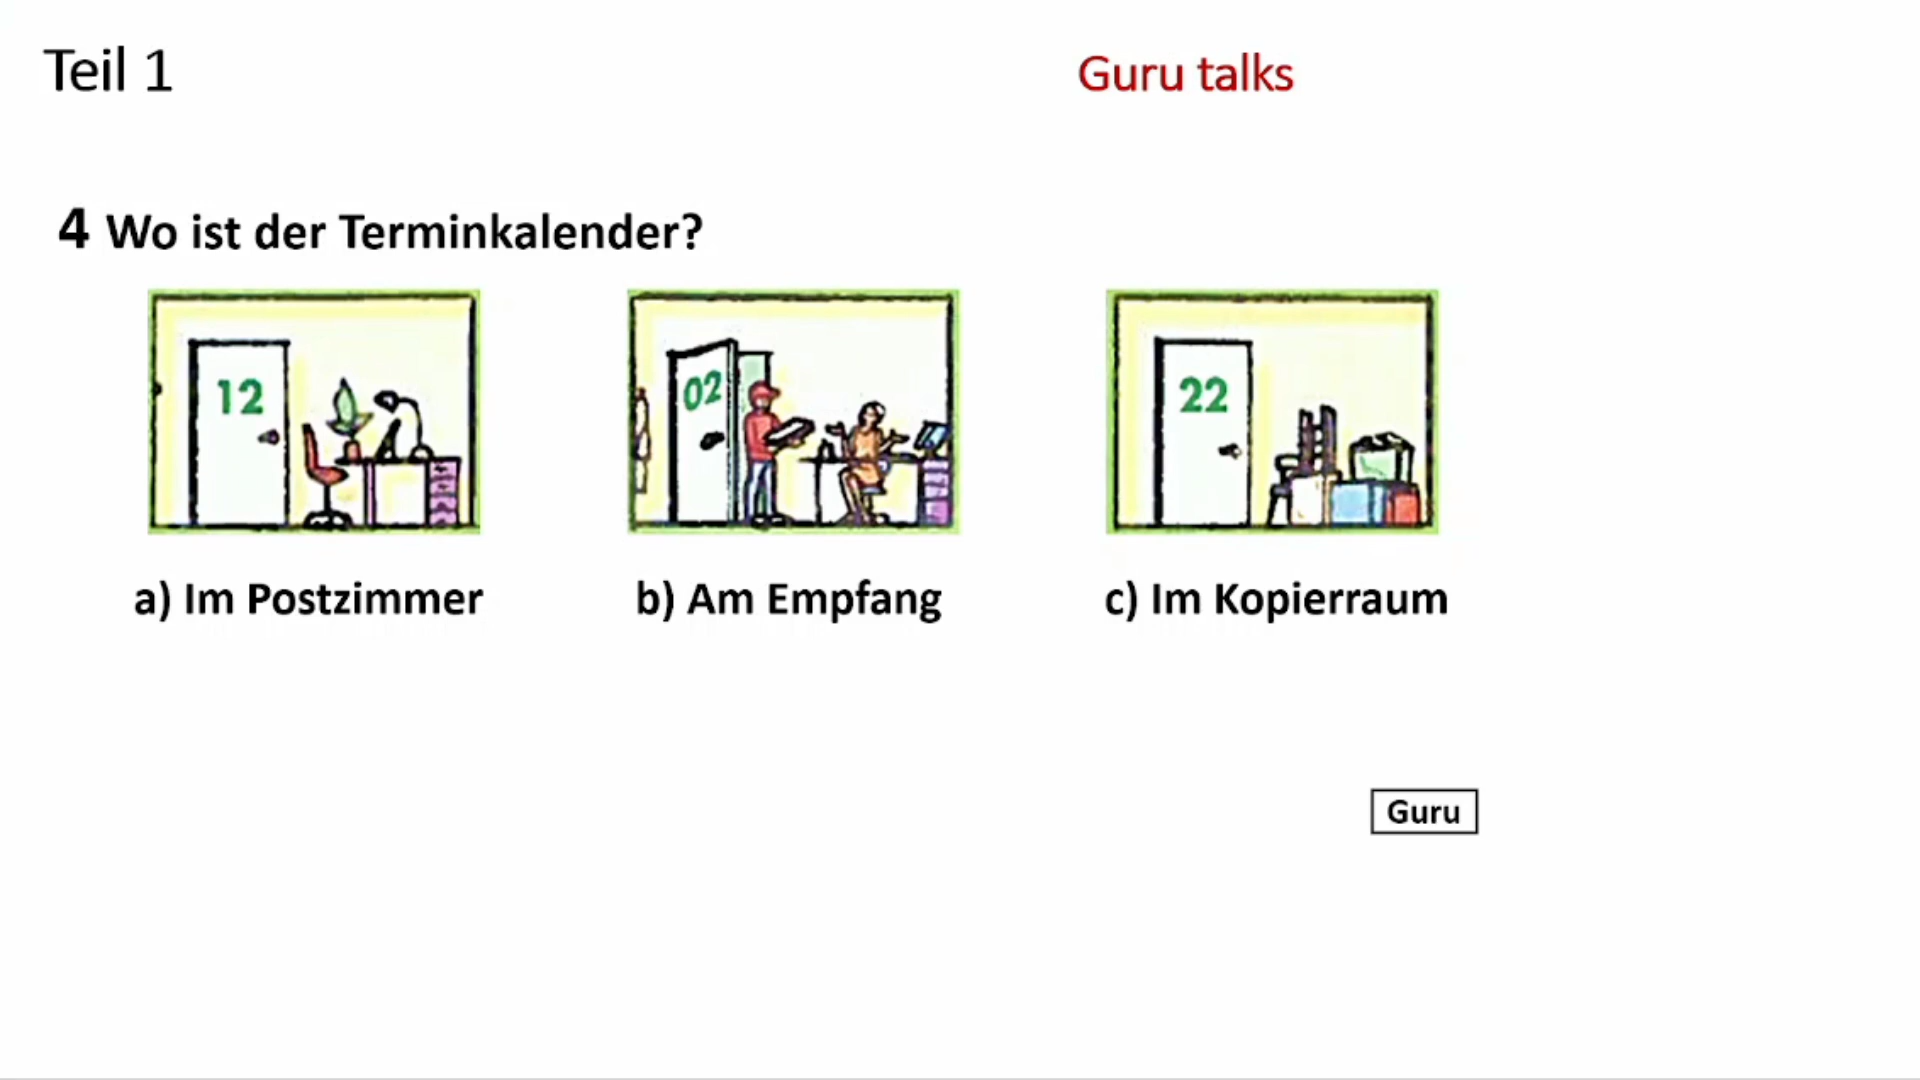 Teil 1
Guru talks
4 Wo ist der Terminkalender?
12
02
22
a) Im Postzimmer
b) Am Empfang
c) Im Kopierraum
Guru